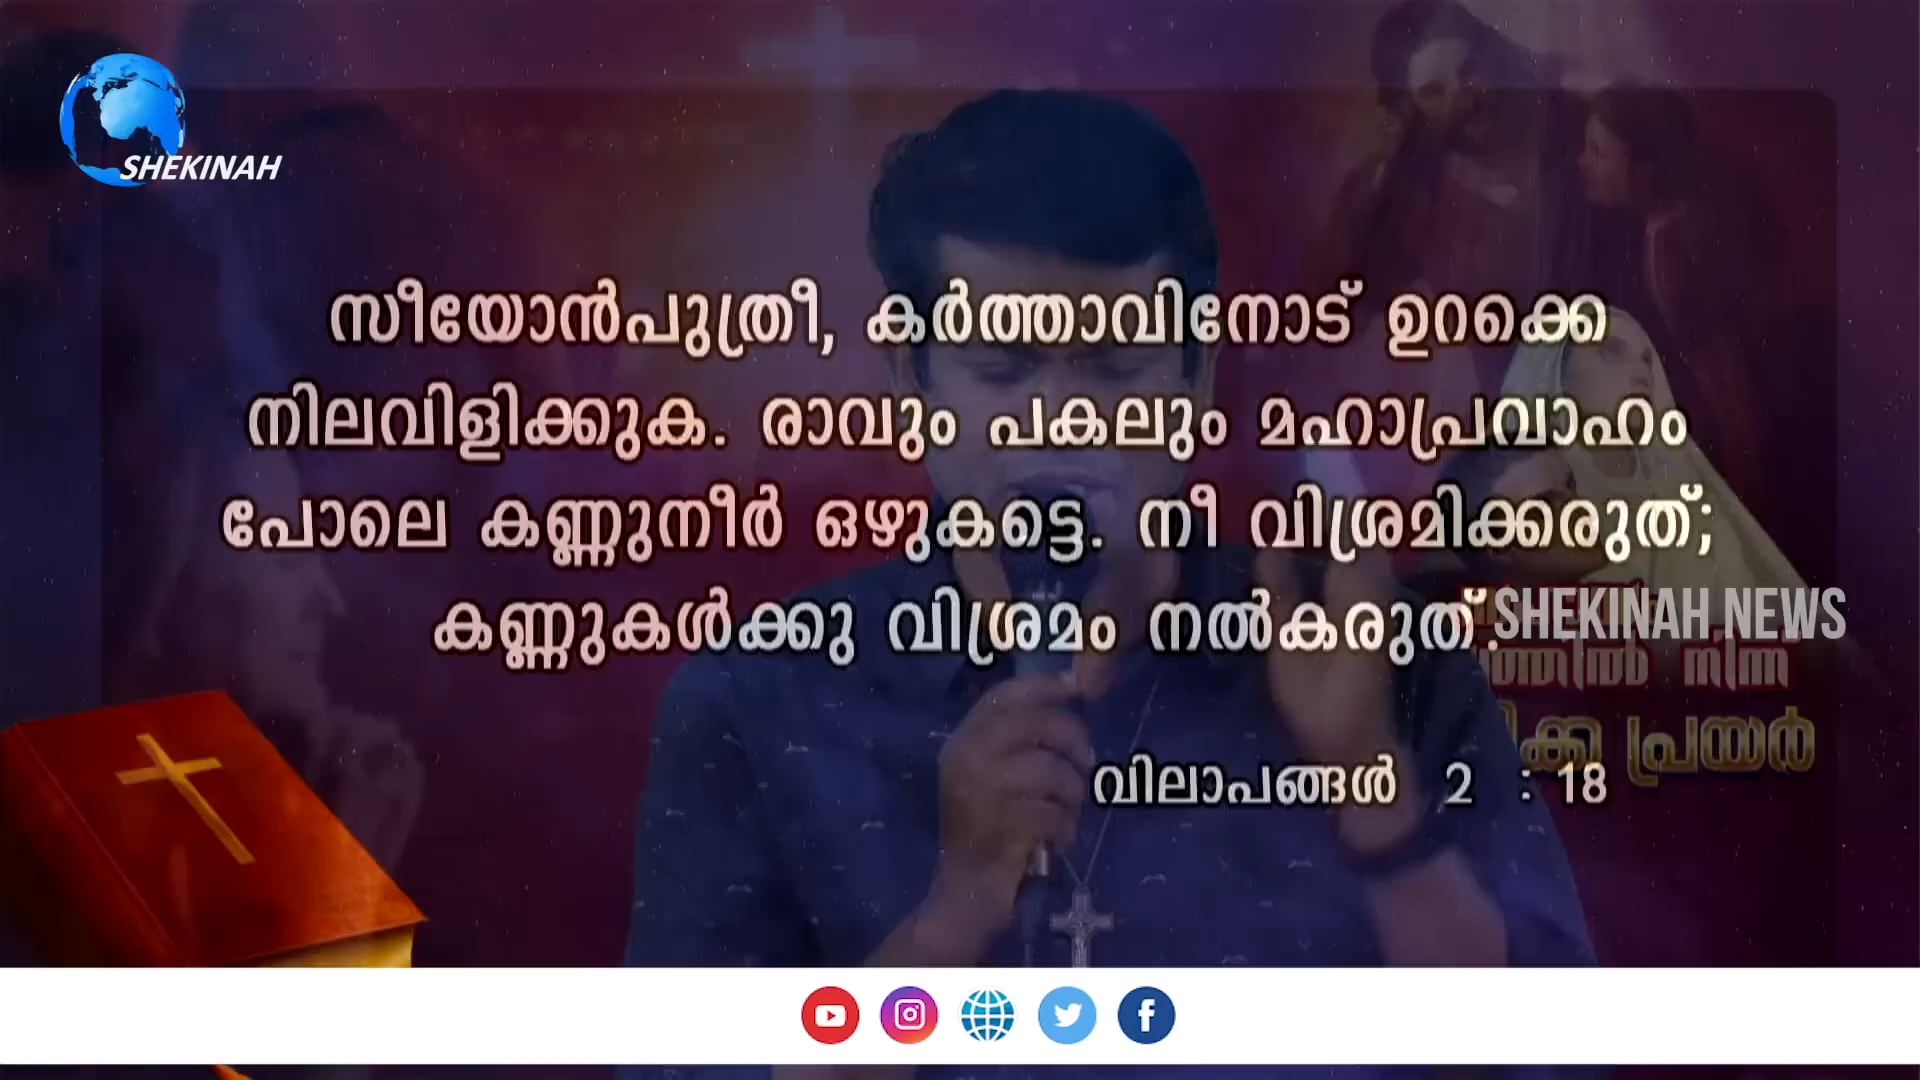 SHEKINAH
സീയോൻപുത്രീ, കർത്താവിനോട് ഉറക്കെ
നിലവിളിക്കുക. രാവും പകലും മഹാപ്രവാഹം
പോലെ കണ്ണുനീർ ഒഴുകട്ടെ. നീ വിശ്രമിക്കരുത്;
കണ്ണുകൾക്കു വിശ്രമം നൽകരുത്.
SHEKINAH NEWS
നിന്ന്
പ്രയർ
വിലാപങ്ങൾ 2 : 18